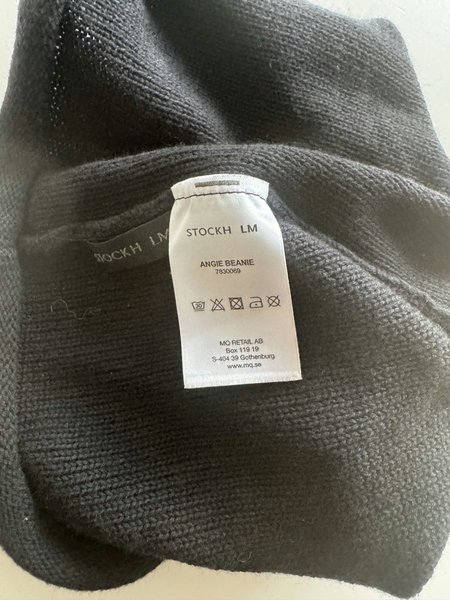 STOCKH LM
STOCKH LM
ANGIE BEANIE
7830069
30
MQ RETAIL AB
Box 119 19
S-404 39 Gothenburg
www.mq.se